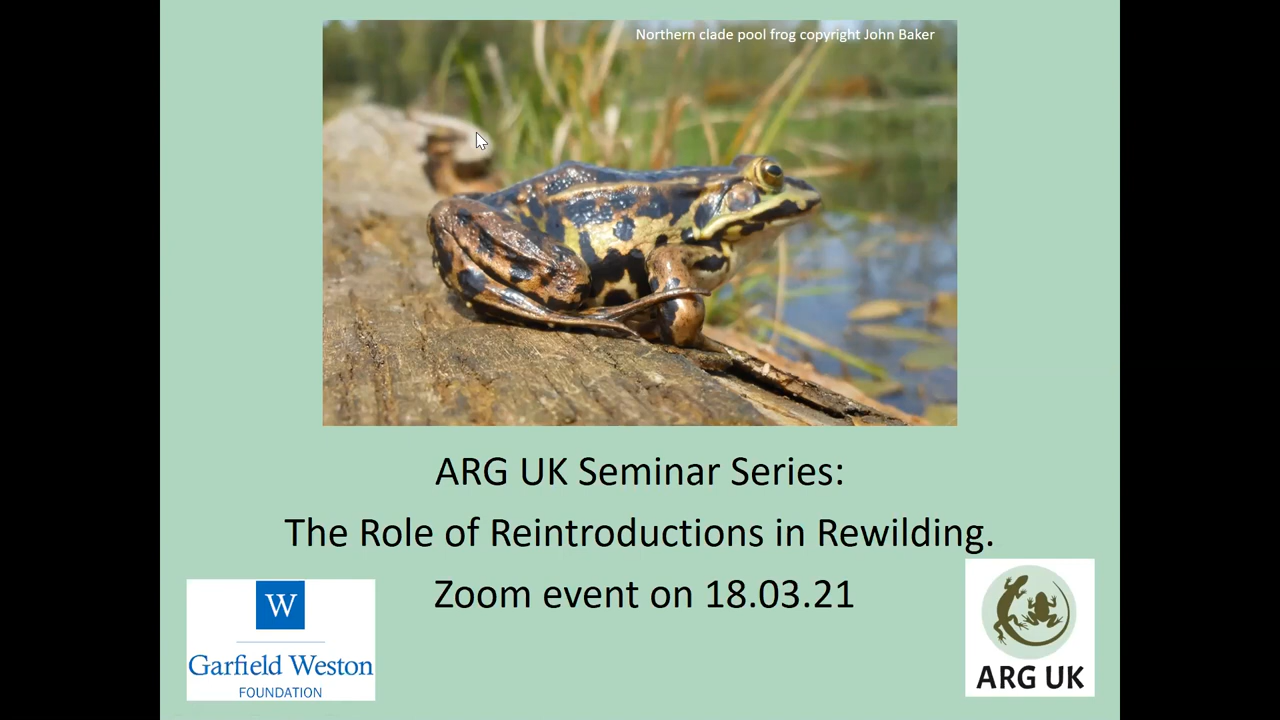 Northern clade pool frog copyright John Baker
ARG UK Seminar Series:
The Role of Reintroductions in Rewilding.
Zoom event on 18.03.21
W
Garfield Weston
FOUNDATION
ARG UK